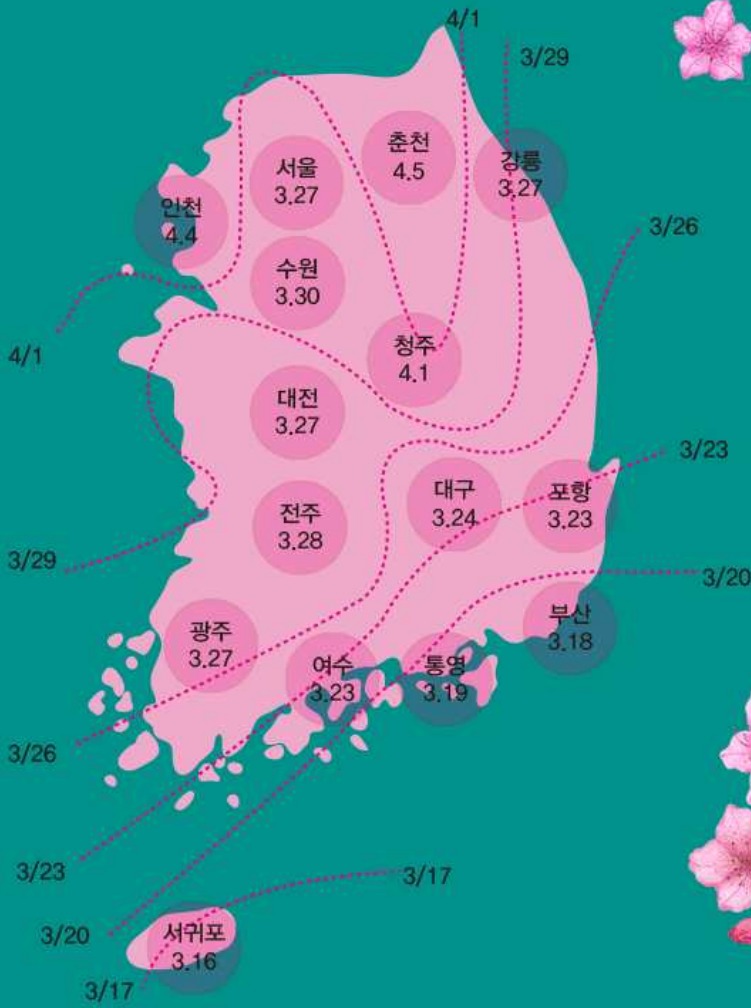 4/1
3/29
춘천
4.5
서울
3.27
강릉
3.27
인천
4.4
3/26
수원
3.30
4/1
청주
4.1
대전
3.27
3/23
대구
3.24
포항
3.23
전주
3.28
3/29
3/20
부산
3.18
광주
3.27
여수
3.23
통영
3.19
3/26
3/23
3/17
3/20
서귀포
3.16
3/17